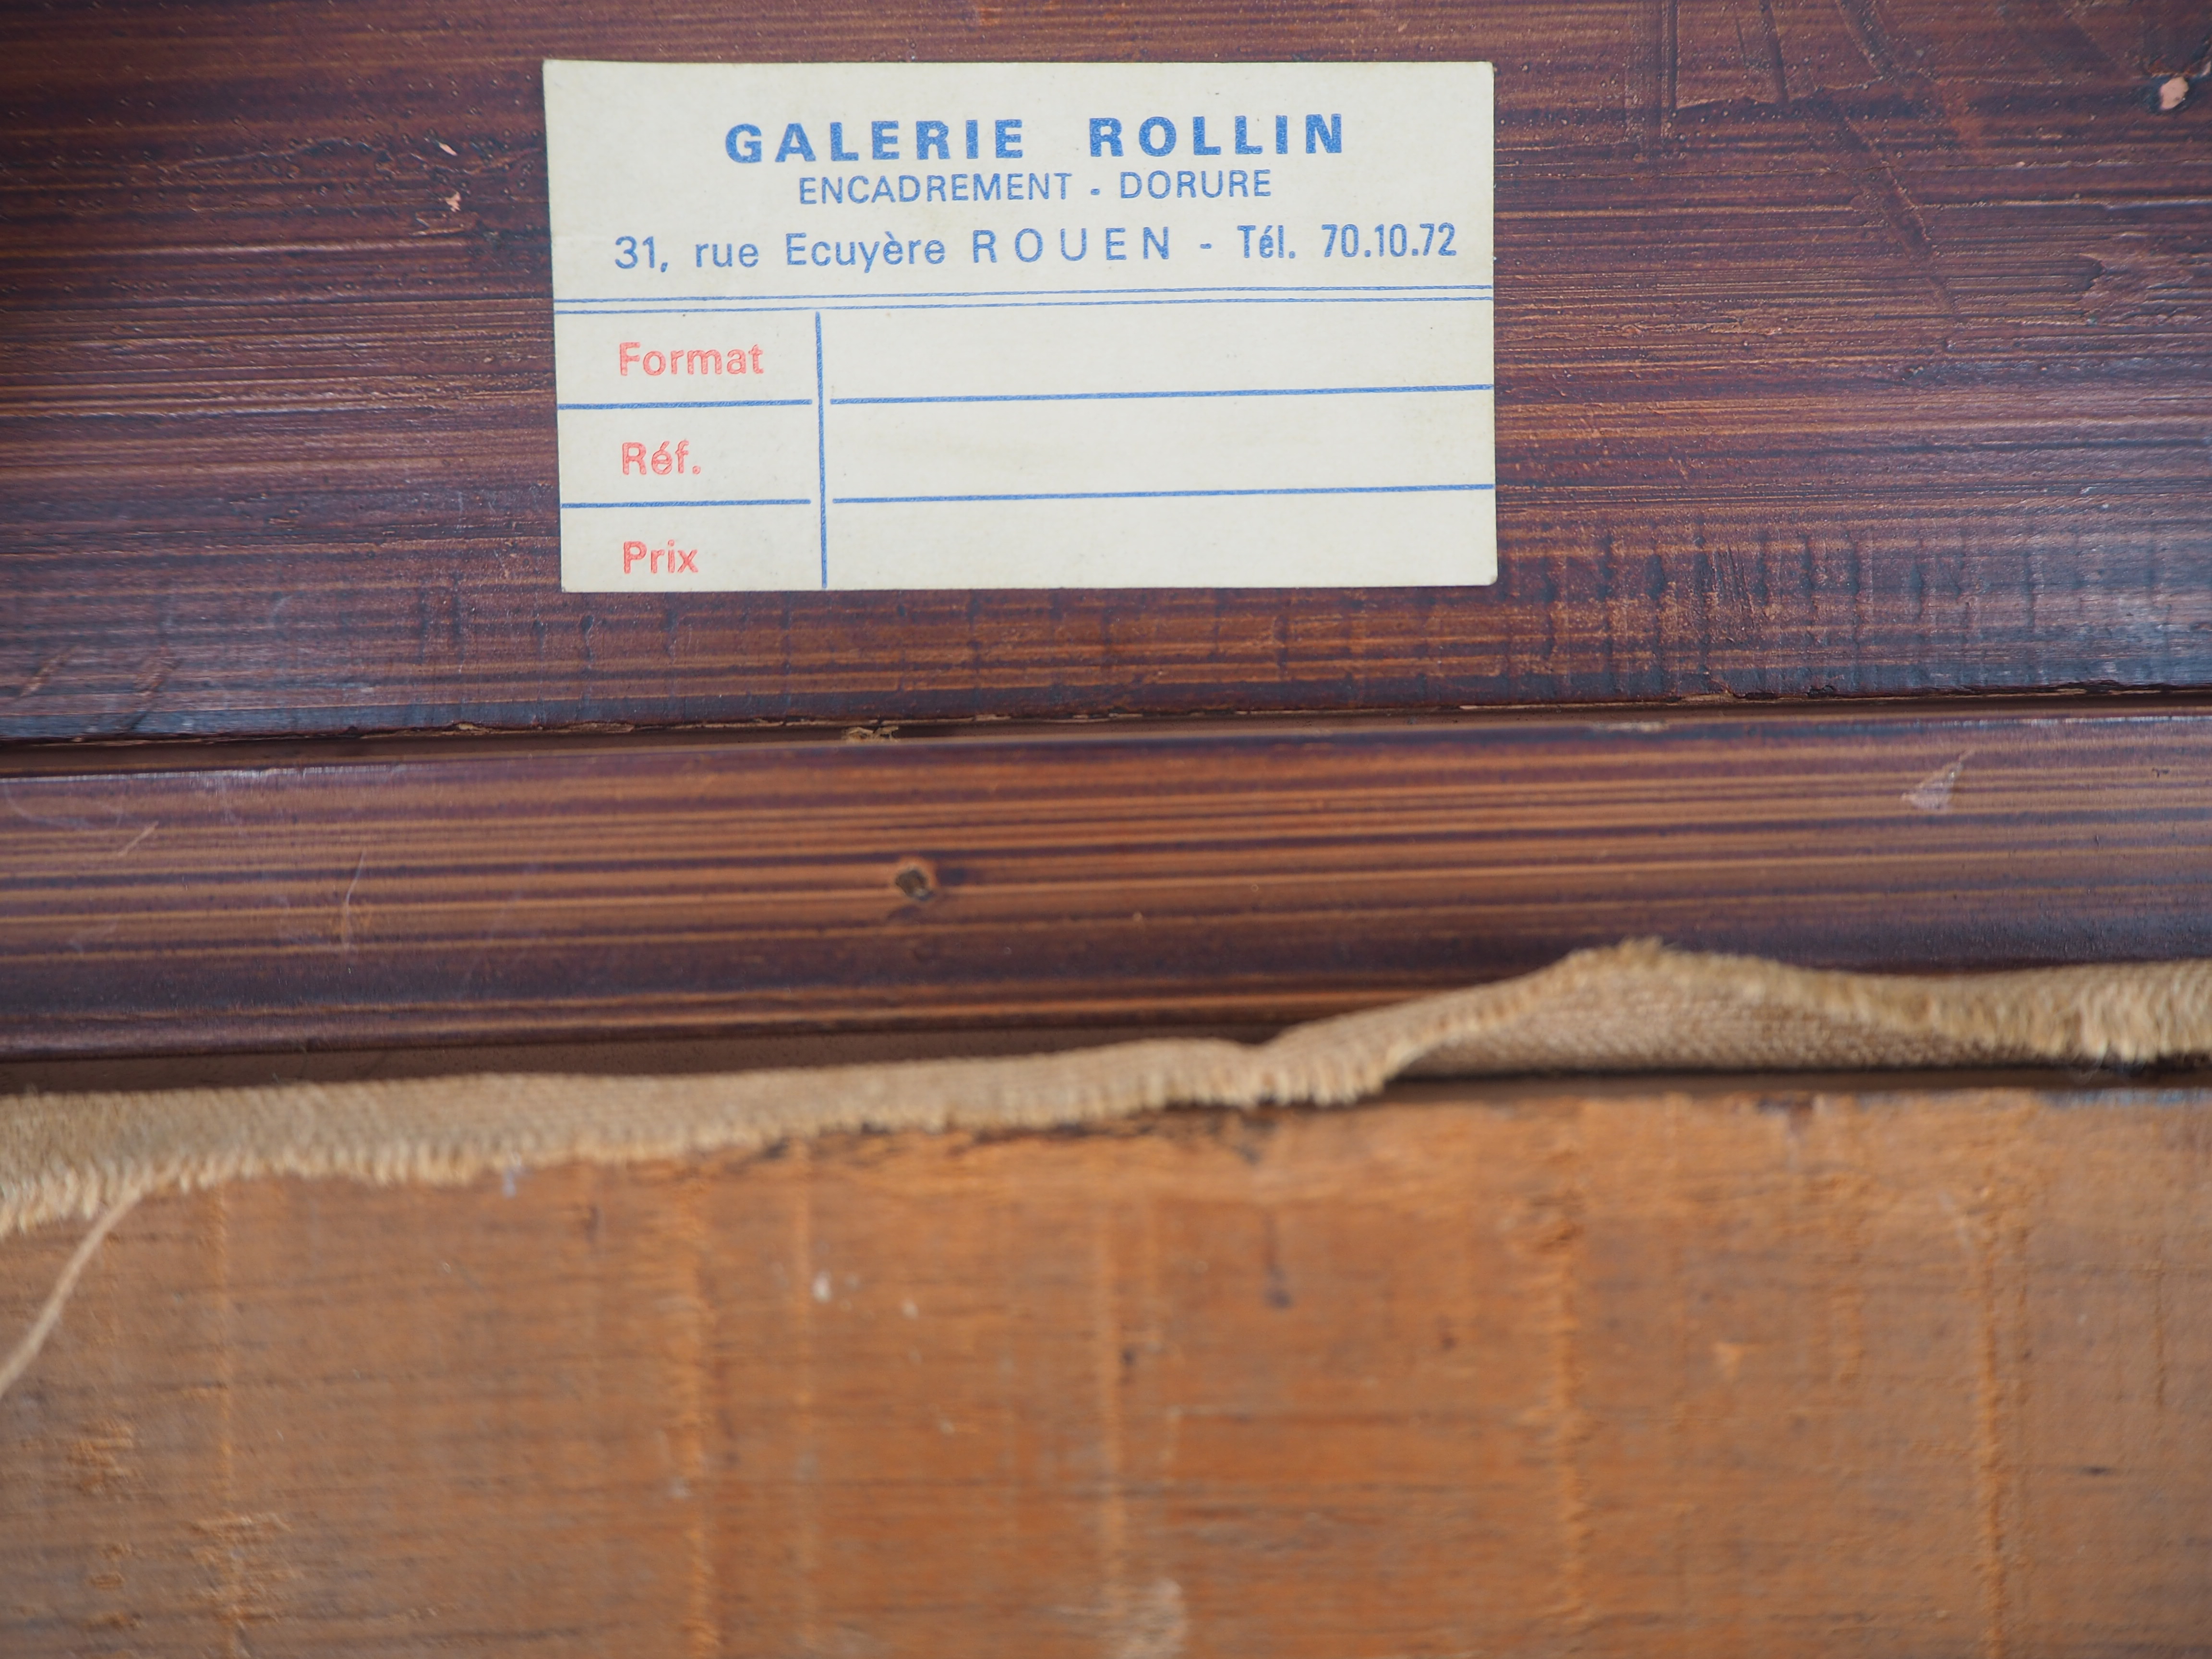 GALERIE ROLLIN
ENCADREMENT - DORURE
31, rue Ecuyère ROUEN - Tél. 70.10.72
Format
Réf.
Prix